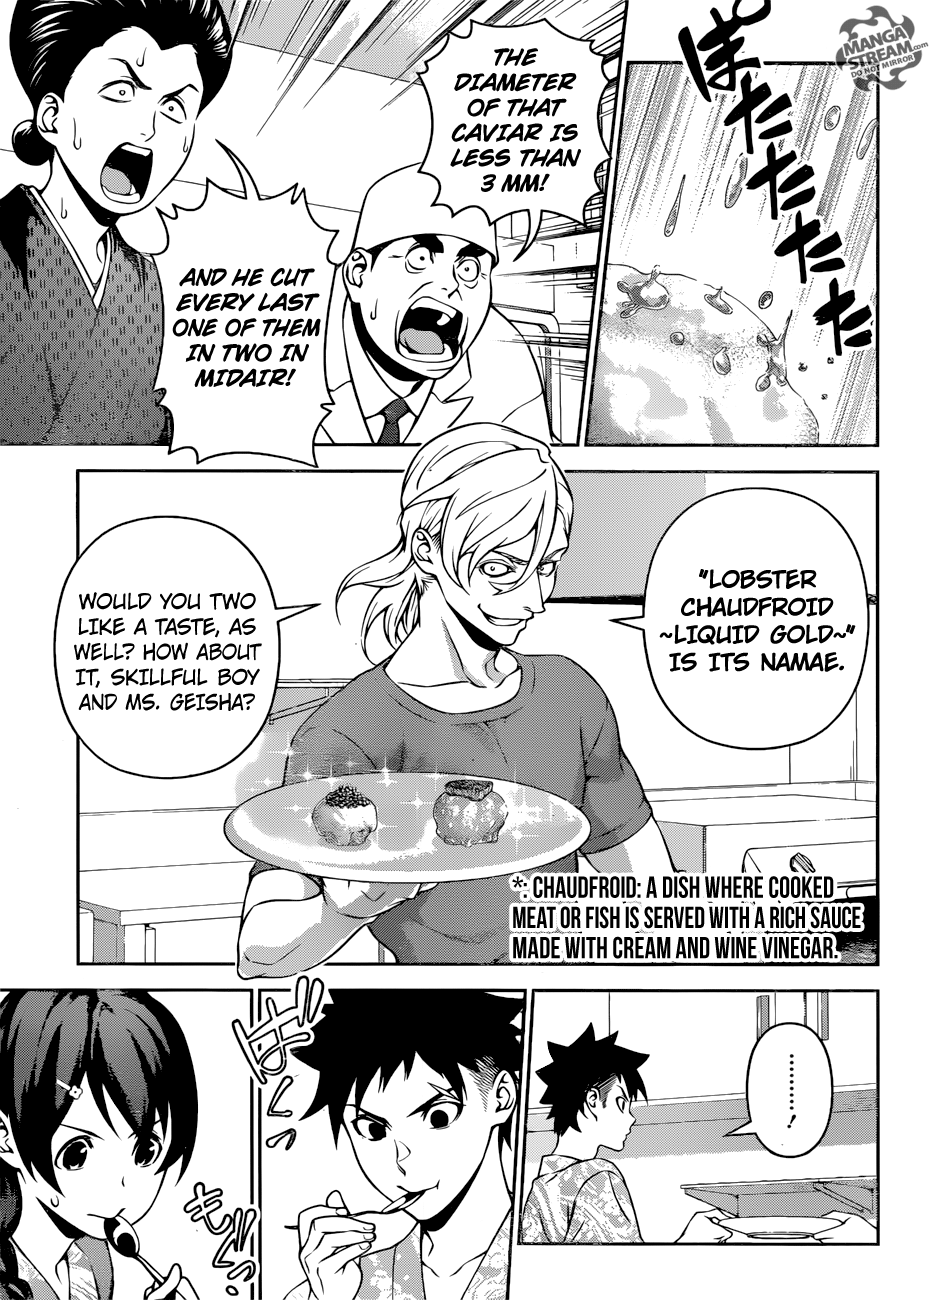 MANGA
STREAM.com
DO NOT MIRROR!
ぼたたたたた
THE
DIAMETER
OF THAT
CAVIAR IS
LESS THAN
3 MM!
AND HE CUT
EVERY LAST
ONE OF THEM
IN TWO IN
MIDAIR!
"LOBSTER
CHAUDFROID
~LIQUID GOLD~"
IS ITS NAMAE.
WOULD YOU TWO
LIKE A TASTE, AS
WELL? HOW ABOUT
IT, SKILLFUL BOY
AND MS. GEISHA?
*: CHAUDFROID: A DISH WHERE COOKED
MEAT OR FISH IS SERVED WITH A RICH SAUCE
MADE WITH CREAM AND WINE VINEGAR.
.........!
ばくっ
もぐ…